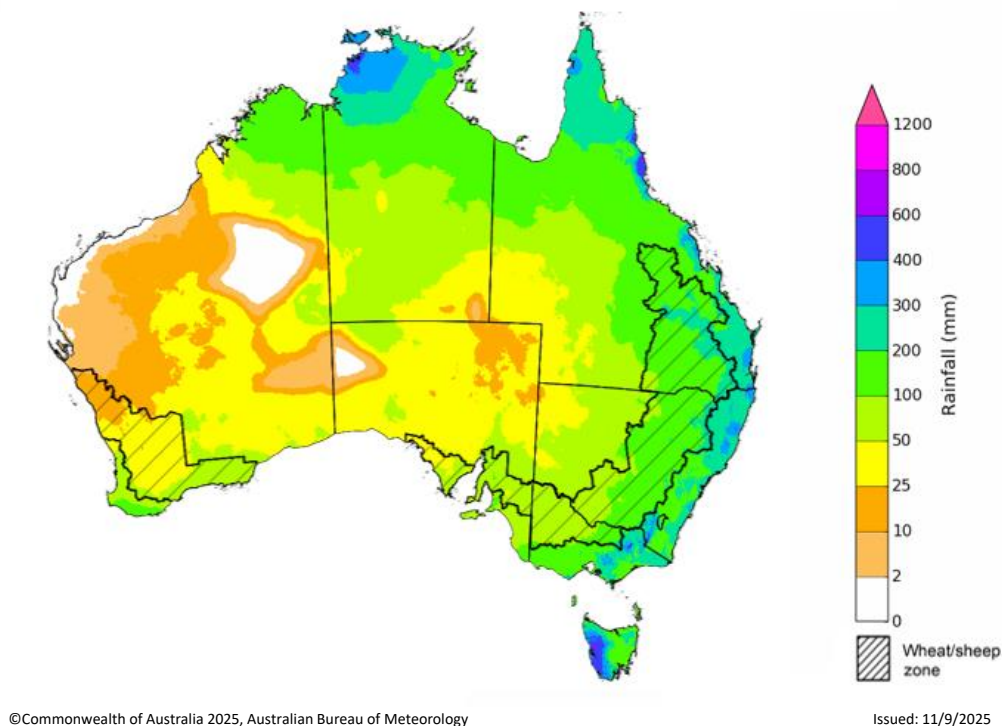 1200
800
600
400
300
200
100
50
25
10
2
0
Rainfall (mm)
Wheat/sheep
zone
©Commonwealth of Australia 2025, Australian Bureau of Meteorology
Issued: 11/9/2025